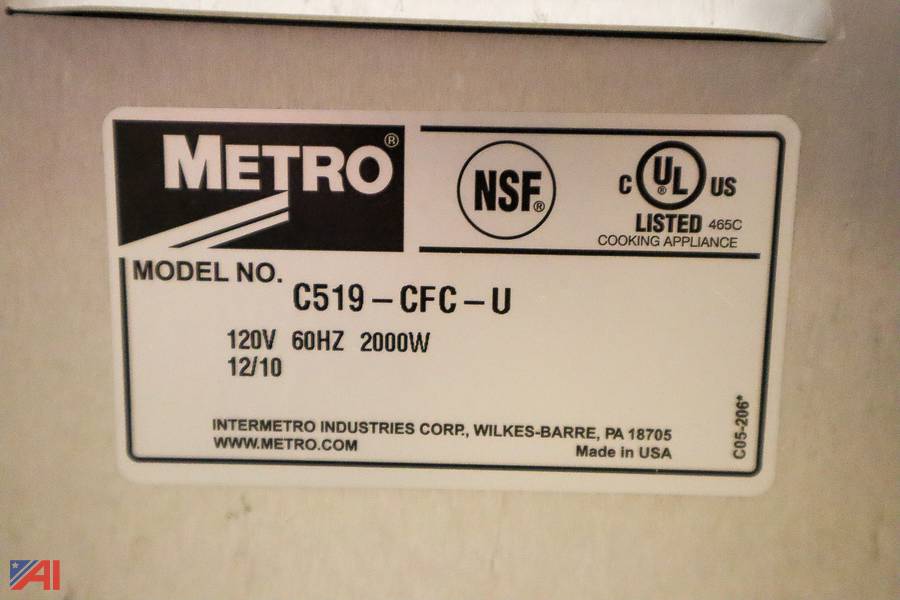 METRO®
NSF®
C UL® US
LISTED 465C
COOKING APPLIANCE
MODEL NO.
C519-CFC-U
120V 60HZ 2000W
12/10
INTERMETRO INDUSTRIES CORP., WILKES-BARRE, PA 18705
WWW.METRO.COM
Made in USA
C05-206*
AI